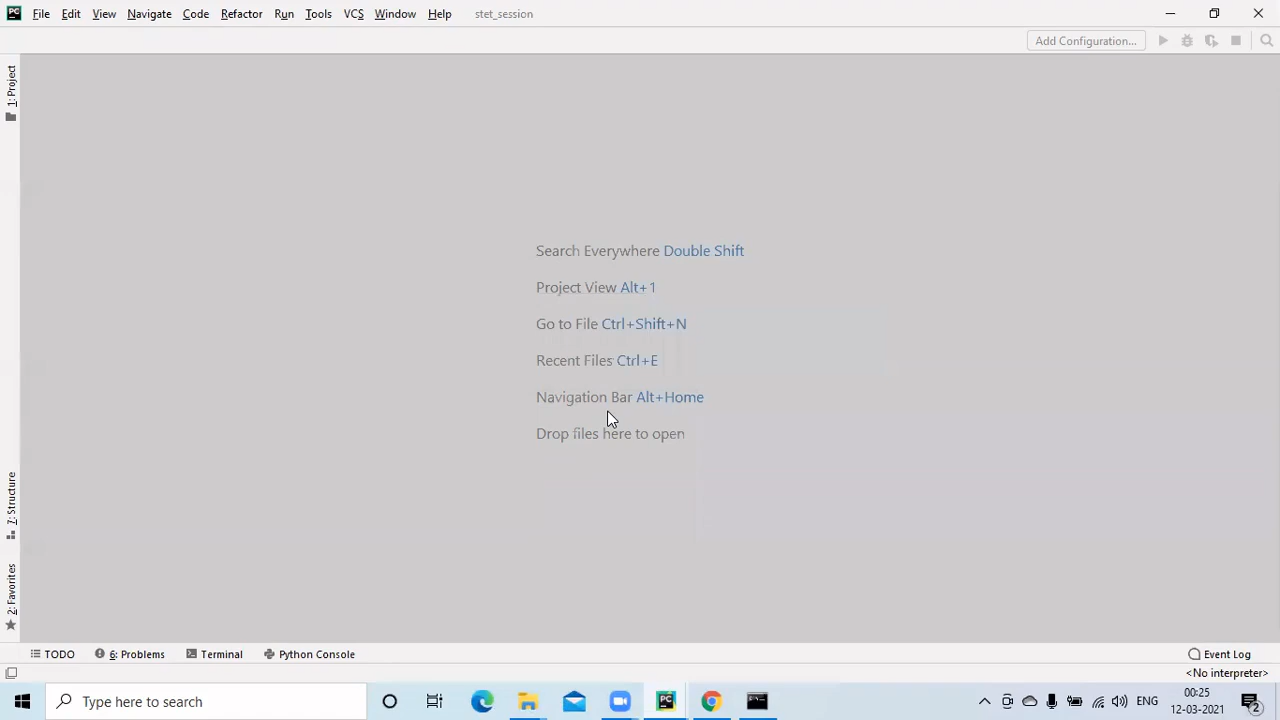 PC File Edit View Navigate Code Refactor Run Tools VCS Window Help stet_session
Add Configuration...
1: Project
Search Everywhere Double Shift
Project View Alt+1
Go to File Ctrl+Shift+N
Recent Files Ctrl+E
Navigation Bar Alt+Home
Drop files here to open
7: Structure
2: Favorites
TODO 6: Problems Terminal Python Console Event Log
<No interpreter>
Type here to search
PC
00:25
12-03-2021
2